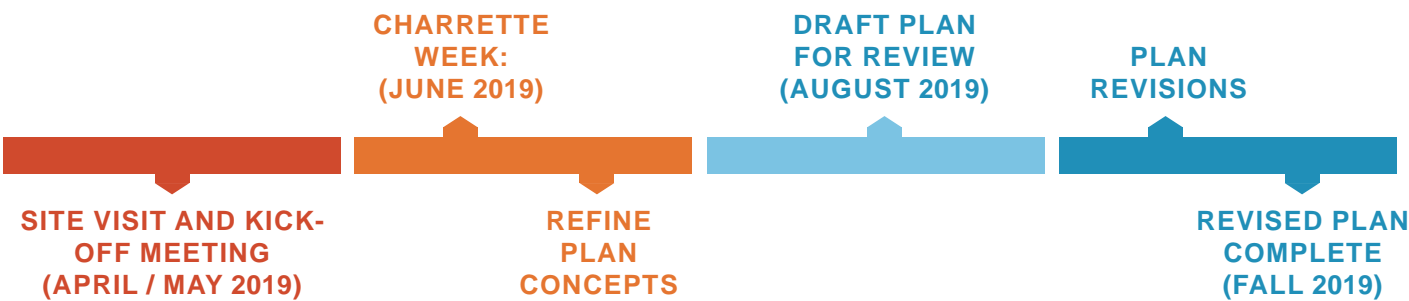 CHARRETTE
WEEK:
(JUNE 2019)
DRAFT PLAN
FOR REVIEW
(AUGUST 2019)
PLAN
REVISIONS
SITE VISIT AND KICK-
OFF MEETING
(APRIL / MAY 2019)
REFINE
PLAN
CONCEPTS
REVISED PLAN
COMPLETE
(FALL 2019)